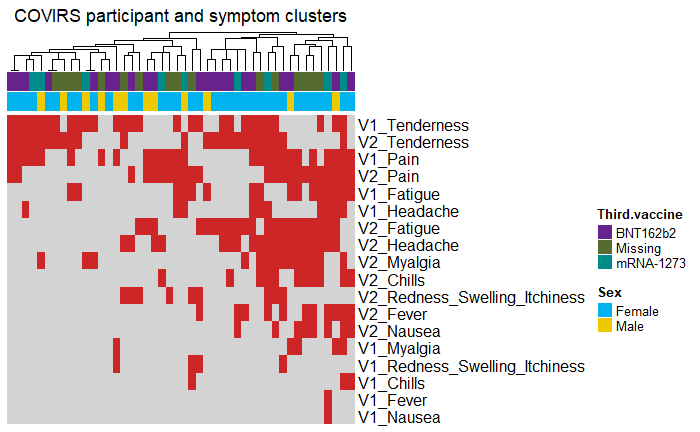 COVIRS participant and symptom clusters
V1_Tenderness
V2_Tenderness
V1_Pain
V2_Pain
V1_Fatigue
V1_Headache
V2_Fatigue
V2_Headache
V2_Myalgia
V2_Chills
V2_Redness_Swelling_Itchiness
V2_Fever
V2_Nausea
V1_Myalgia
V1_Redness_Swelling_Itchiness
V1_Chills
V1_Fever
V1_Nausea
Third.vaccine
BNT162b2
Missing
mRNA-1273
Sex
Female
Male